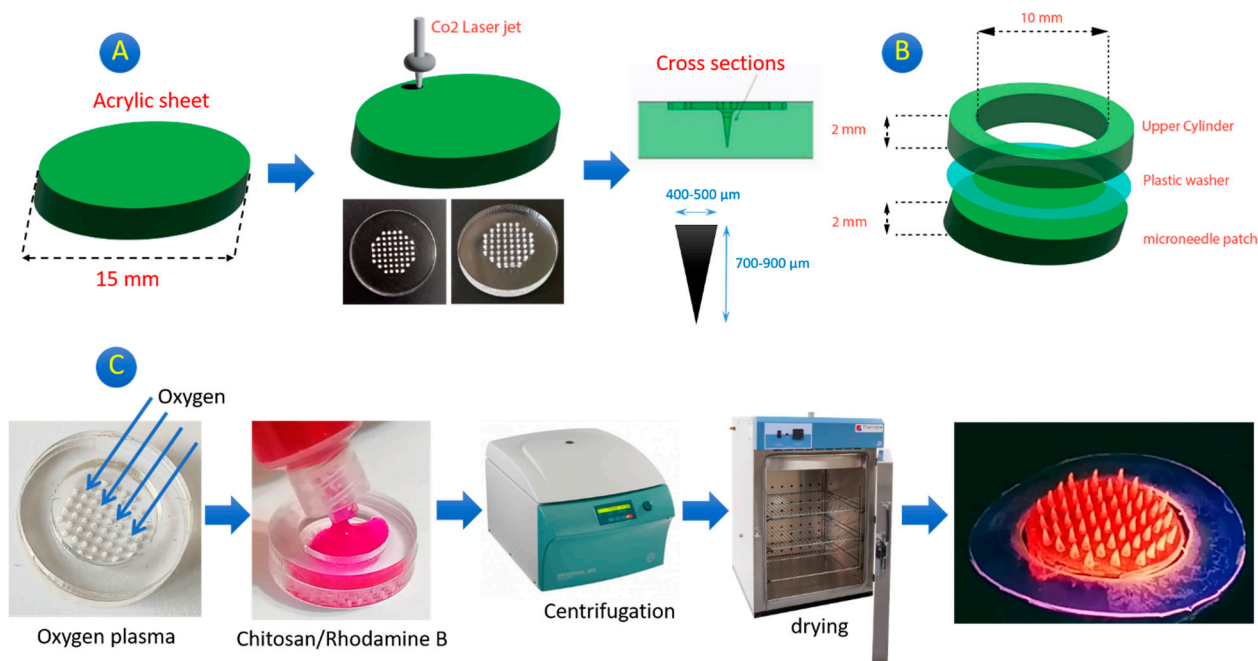 A
Acrylic sheet
15 mm
Co2 Laser jet
Cross sections
400-500 µm
700-900 µm
B
10 mm
2 mm
Upper Cylinder
Plastic washer
2 mm
microneedle patch
C
Oxygen
Oxygen plasma
Chitosan/Rhodamine B
Centrifugation
drying